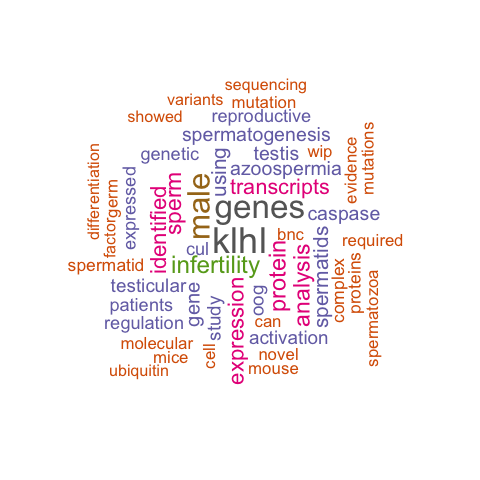 sequencing
variants
mutation
showed
reproductive
spermatogenesis
genetic
using
testis
wip
evidence
mutations
differentiation
factorgerm
expressed
identified
sperm
male
azoospermia
transcripts
genes
caspase
klhl
bnc
cul
required
spermatid
infertility
protein
analysis
spermatids
complex
proteins
spermatozoa
testicular
patients
regulation
gene
study
expression
oog
can
activation
molecular
mice
cell
novel
ubiquitin
mouse